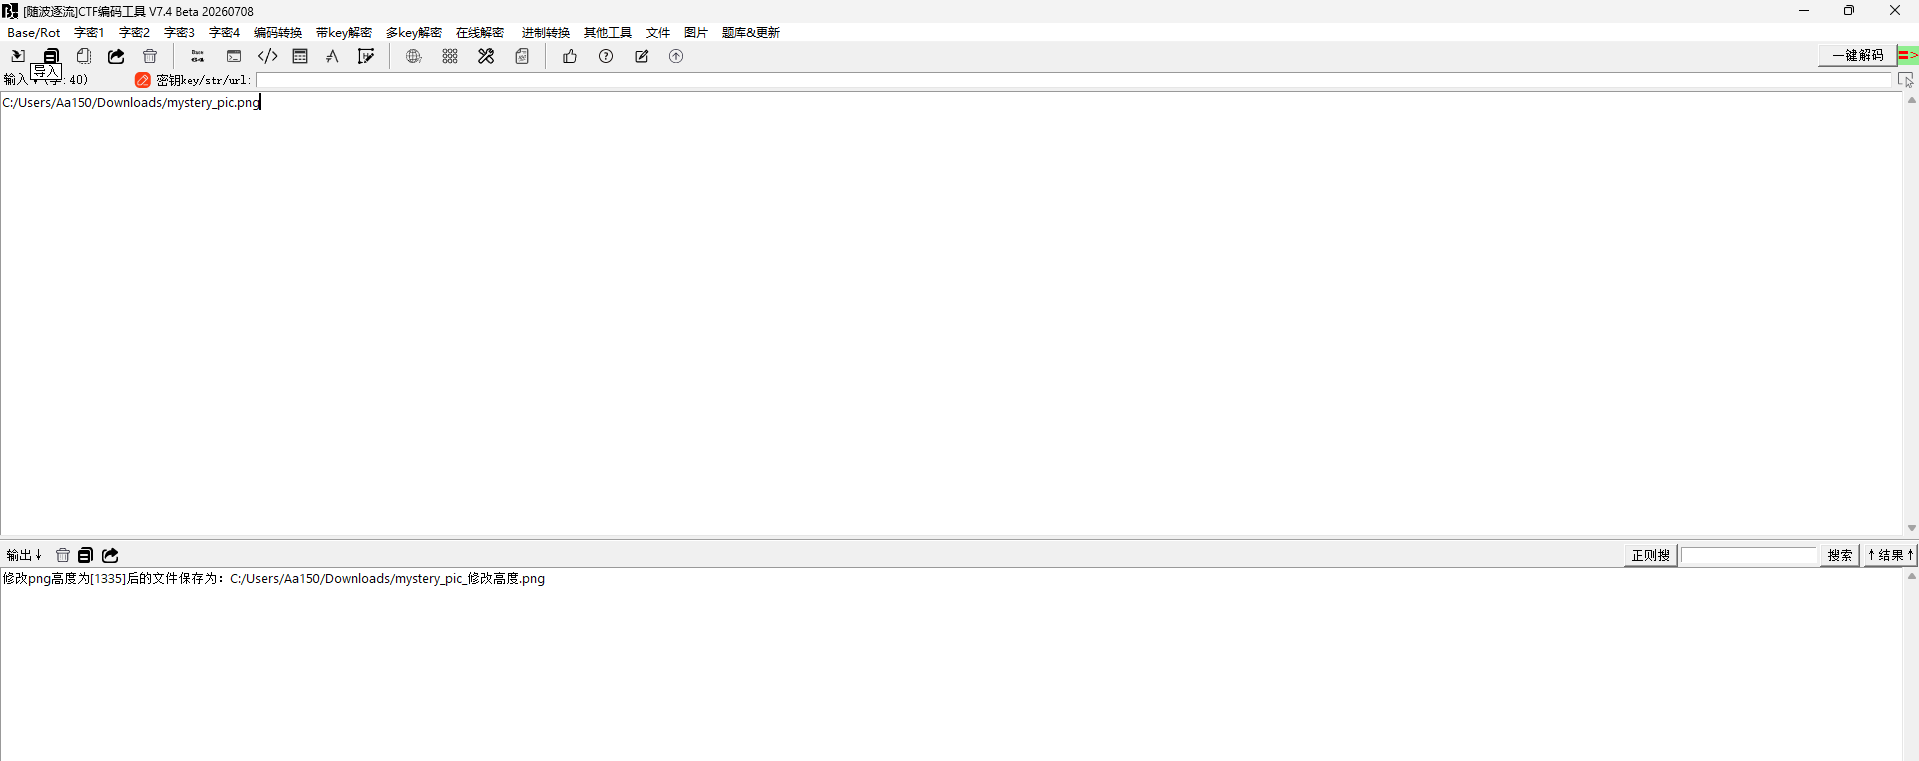 [随波逐流]CTF编码工具 V7.4 Beta 20260708
Base/Rot 字密1 字密2 字密3 字密4 编码转换 带key解密 多key解密 在线解密 进制转换 其他工具 文件 图片 题库&更新
一键解码
导入
输入 : 40) 密钥key/str/url:
C:/Users/Aa150/Downloads/mystery_pic.png
输出↓ 正则搜 搜索 ↑结果↑
修改png高度为[1335]后的文件保存为：C:/Users/Aa150/Downloads/mystery_pic_修改高度.png